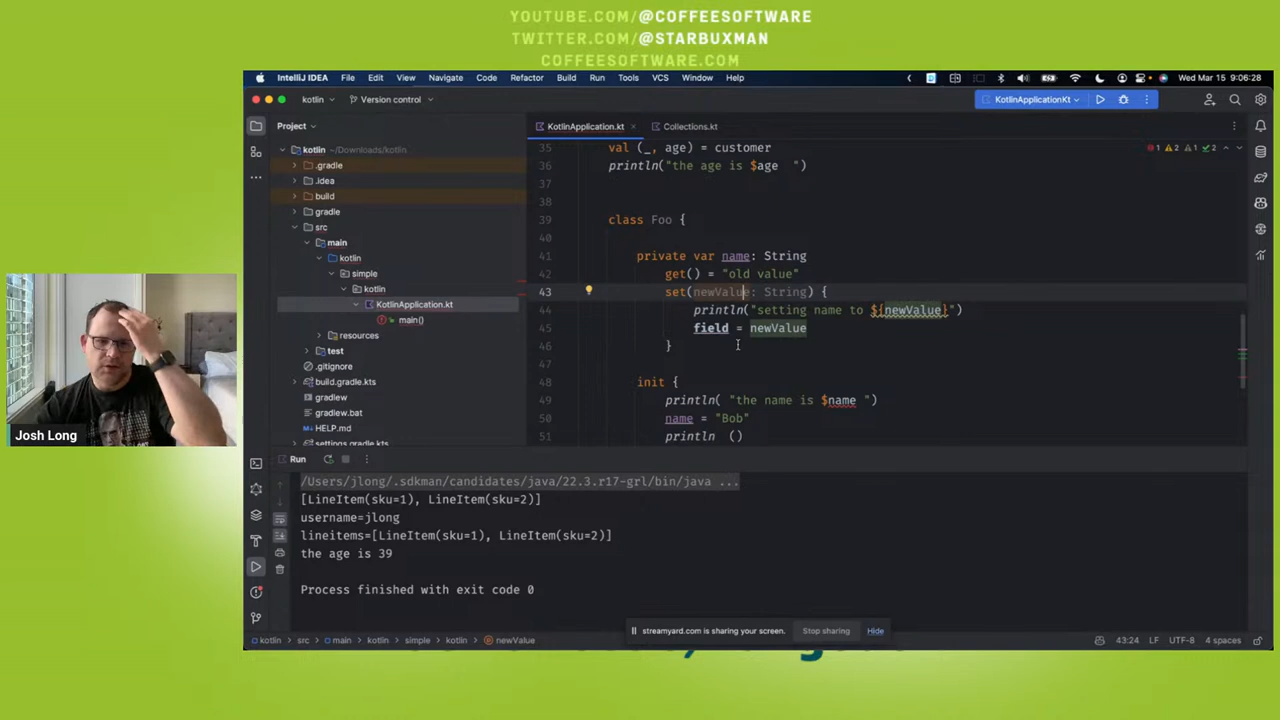 YOUTUBE.COM/@COFFEESOFTWARE
TWITTER.COM/@STARBUXMAN
COFFEESOFTWARE.COM
IntelliJ IDEA File Edit View Navigate Code Refactor Build Run Tools VCS Window Help Wed Mar 15 9:06:28
kotlin Version control KotlinApplicationKt
Project
kotlin ~/Downloads/kotlin
.gradle
.idea
build
gradle
src
main
kotlin
simple
kotlin
KotlinApplication.kt
main()
resources
test
.gitignore
build.gradle.kts
gradlew
gradlew.bat
HELP.md
settings.gradle.kts
KotlinApplication.kt Collections.kt
1 2 1 2
35 val (_, age) = customer
36 println("the age is $age  ")
37
38
39 class Foo {
40
41 private var name: String
42 get() = "old value"
43 set(newValue: String) {
44 println("setting name to ${newValue}")
45 field = newValue
46 }
47
48 init {
49 println( "the name is $name ")
50 name = "Bob"
51 println  ()
Run
/Users/jlong/.sdkman/candidates/java/22.3.r17-grl/bin/java ...
[LineItem(sku=1), LineItem(sku=2)]
username=jlong
lineitems=[LineItem(sku=1), LineItem(sku=2)]
the age is 39
Process finished with exit code 0
streamyard.com is sharing your screen. Stop sharing Hide
kotlin src main kotlin simple kotlin newValue 43:24 LF UTF-8 4 spaces
Josh Long